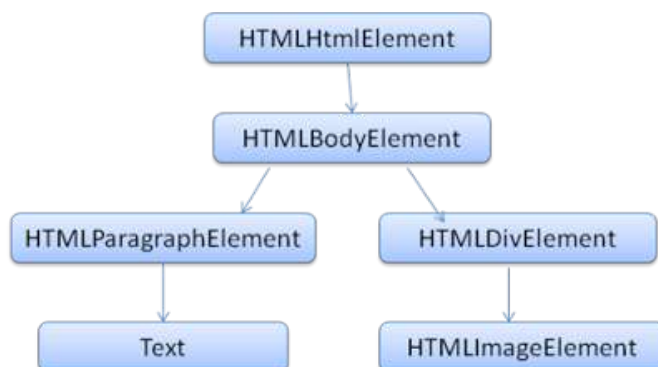 HTMLHtmlElement
HTMLBodyElement
HTMLParagraphElement
HTMLDivElement
Text
HTMLImageElement